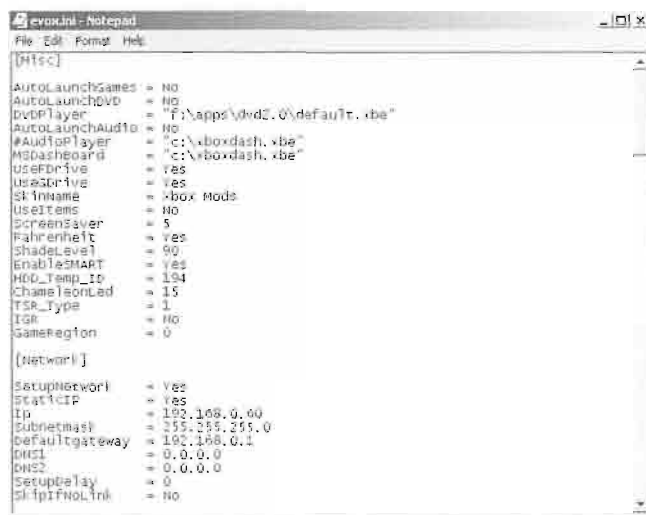 evox.ini - Notepad
File Edit Format Help
[Misc]
AutoLaunchGames = No
AutoLaunchDVD = No
DVDPlayer = "f:\apps\dvd2.0\default.xbe"
AutoLaunchAudio = No
#AudioPlayer = "c:\xboxdash.xbe"
MSDashBoard = "c:\xboxdash.xbe"
UseFDrive = Yes
UseGDrive = Yes
SkinName = Xbox Mods
UseItems = No
ScreenSaver = 5
Fahrenheit = Yes
ShadeLevel = 90
EnableSMART = Yes
HDD_Temp_ID = 194
ChameleonLed = 15
TSR_Type = 1
IGR = No
GameRegion = 0
[Network]
SetupNetwork = Yes
StaticIP = Yes
Ip = 192.168.0.60
Subnetmask = 255.255.255.0
Defaultgateway = 192.168.0.1
DNS1 = 0.0.0.0
DNS2 = 0.0.0.0
SetupDelay = 0
SkipIfNoLink = No